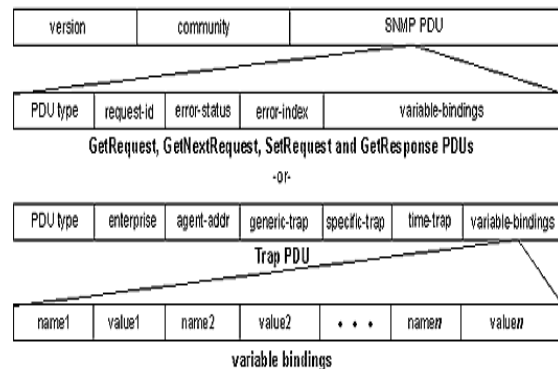 version community SNMP PDU
PDU type request-id error-status error-index variable-bindings
GetRequest, GetNextRequest, SetRequest and GetResponse PDUs
-or-
PDU type enterprise agent-addr generic-trap specific-trap time-trap variable-bindings
Trap PDU
name1 value1 name2 value2 • • • namen valuen
variable bindings